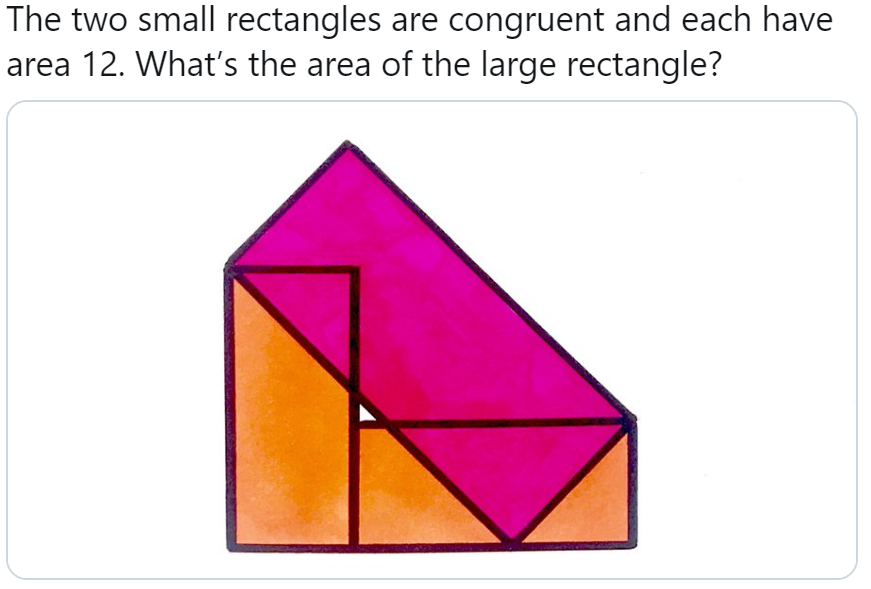 The two small rectangles are congruent and each have
area 12. What’s the area of the large rectangle?